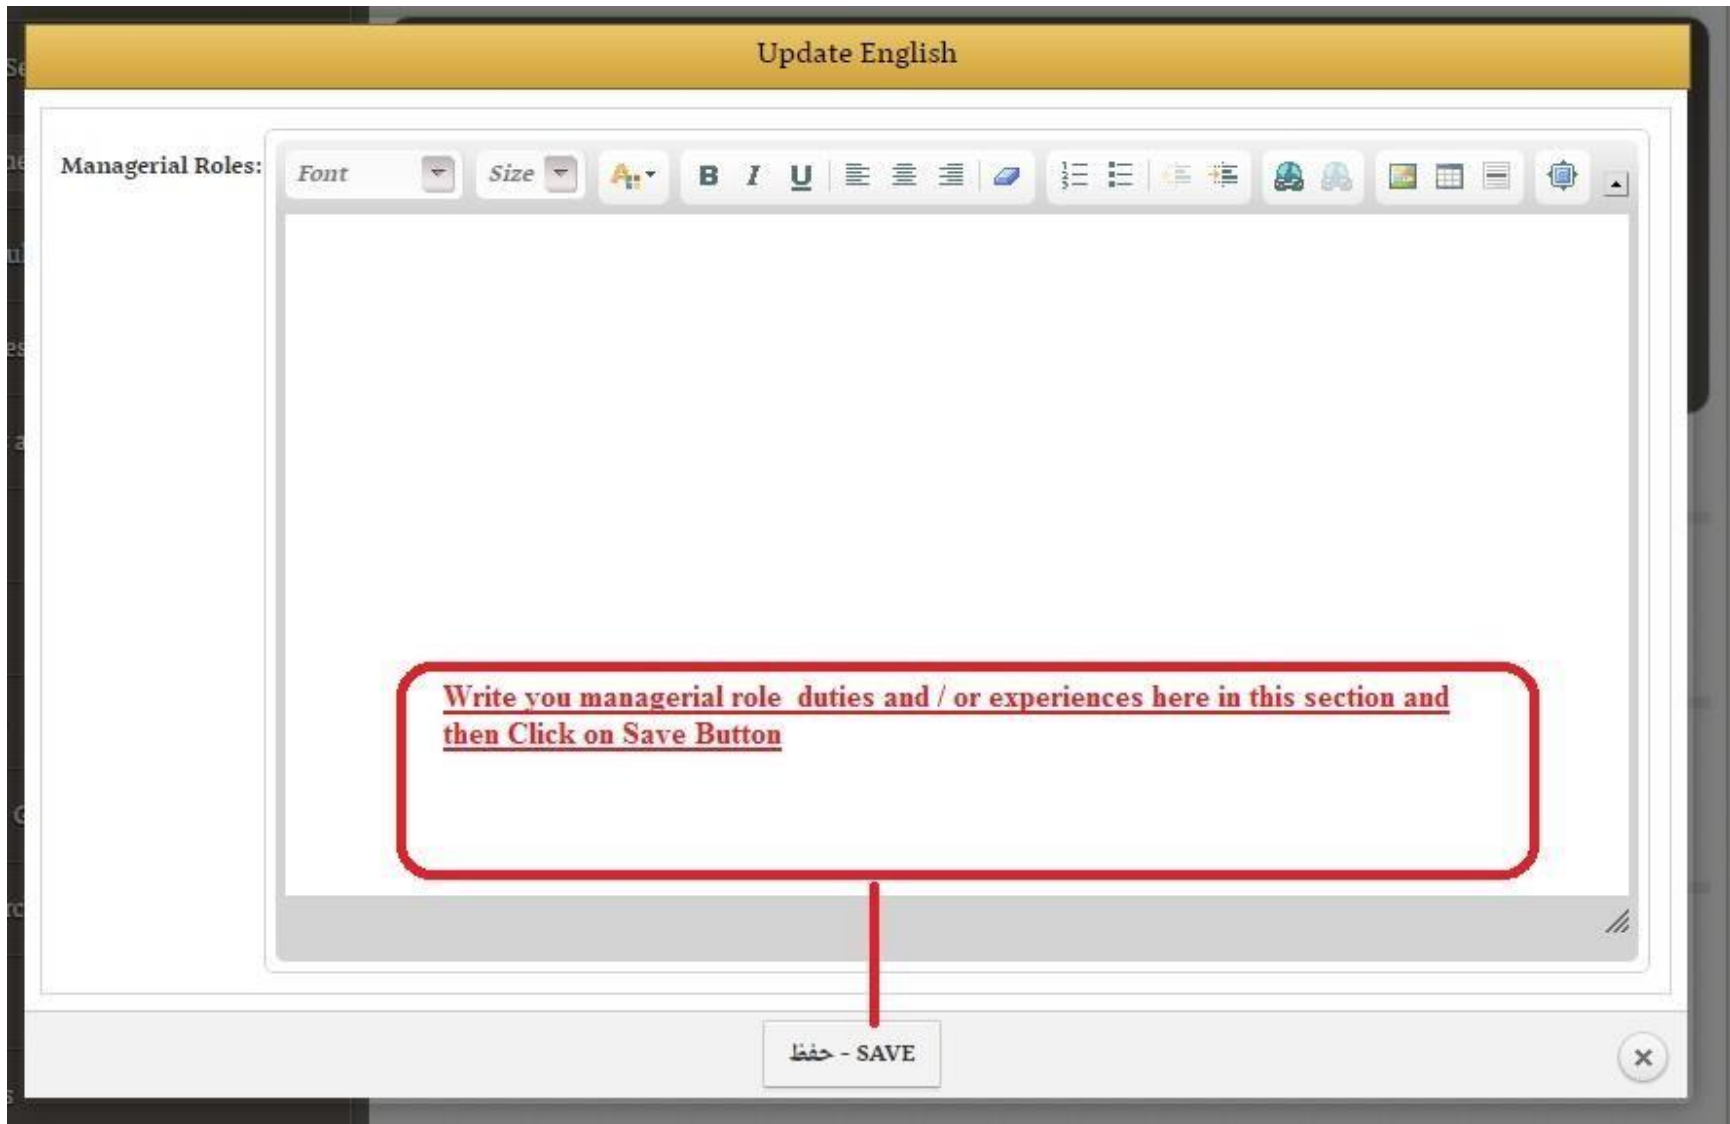 Update English
Managerial Roles:
Font
Size
B I U
Write you managerial role duties and / or experiences here in this section and
then Click on Save Button
حفظ - SAVE